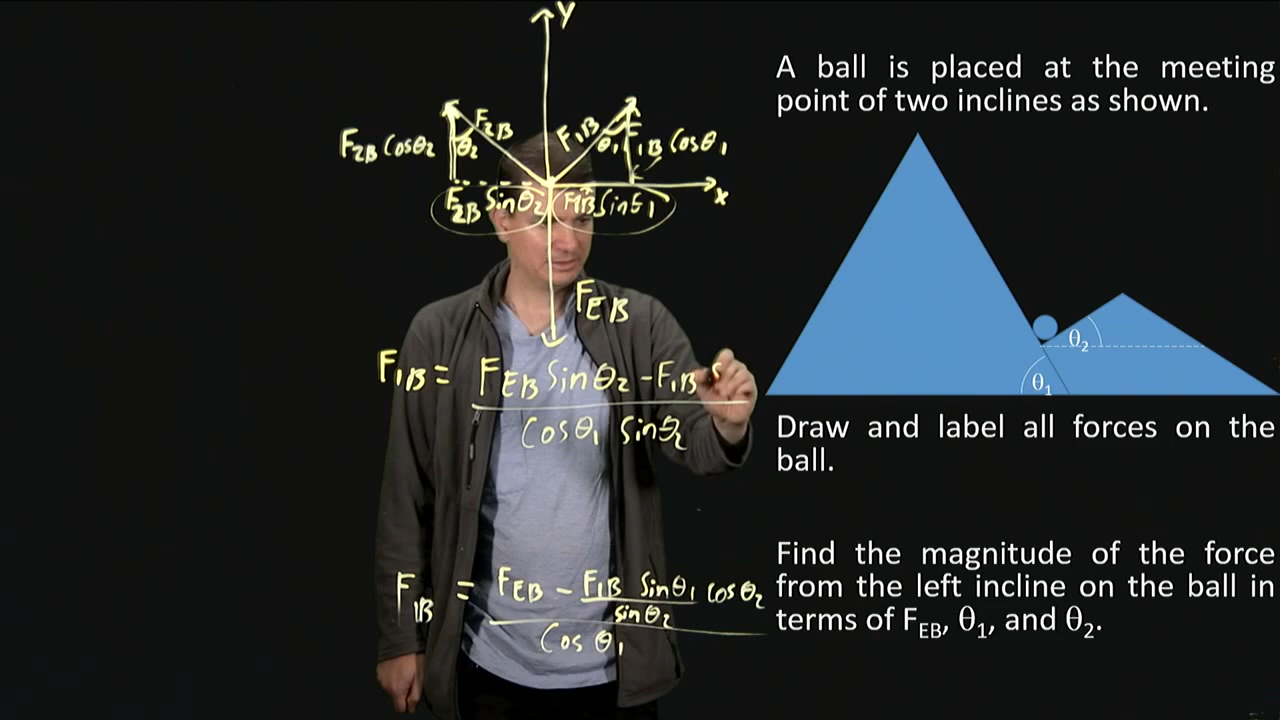 Y
F2B F1B
F2B Cosθ2 θ2 θ1 F1B Cosθ1
x
F2B Sinθ2 F1B Sinθ1
FEB
F1B = FEB Sinθ2 - F1B S
Cosθ1 Sinθ2
F1B = FEB - F1B Sinθ1 Cosθ2
Sinθ2
Cosθ1
A ball is placed at the meeting
point of two inclines as shown.
θ2
θ1
Draw and label all forces on the
ball.
Find the magnitude of the force
from the left incline on the ball in
terms of FEB, θ1, and θ2.